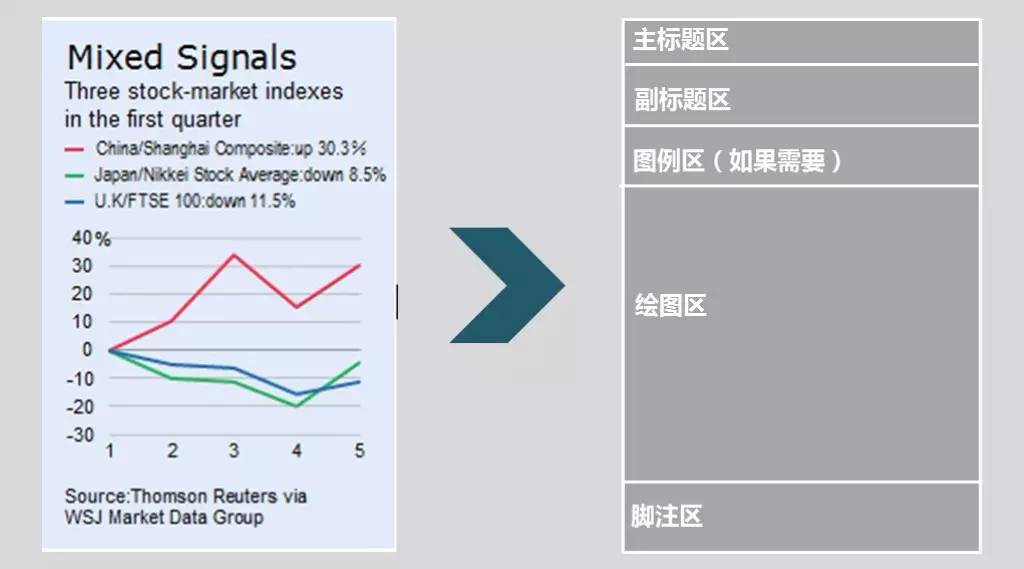 Mixed Signals
Three stock-market indexes
in the first quarter
China/Shanghai Composite:up 30.3%
Japan/Nikkei Stock Average:down 8.5%
U.K/FTSE 100:down 11.5%
40%
30
20
10
0
-10
-20
-30
1 2 3 4 5
Source:Thomson Reuters via
WSJ Market Data Group
主标题区
副标题区
图例区（如果需要）
绘图区
脚注区